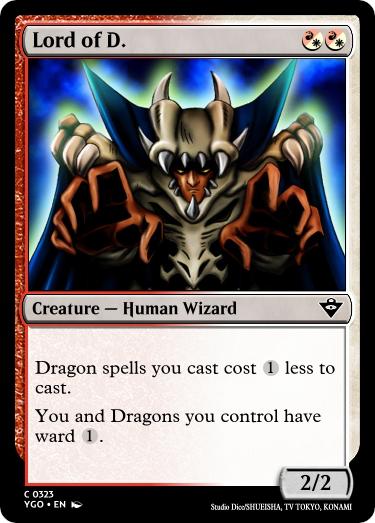 Lord of D.
Creature — Human Wizard
Dragon spells you cast cost 1 less to
cast.
You and Dragons you control have
ward 1.
2/2
C 0323
YGO • EN
Studio Dice/SHUEISHA, TV TOKYO, KONAMI